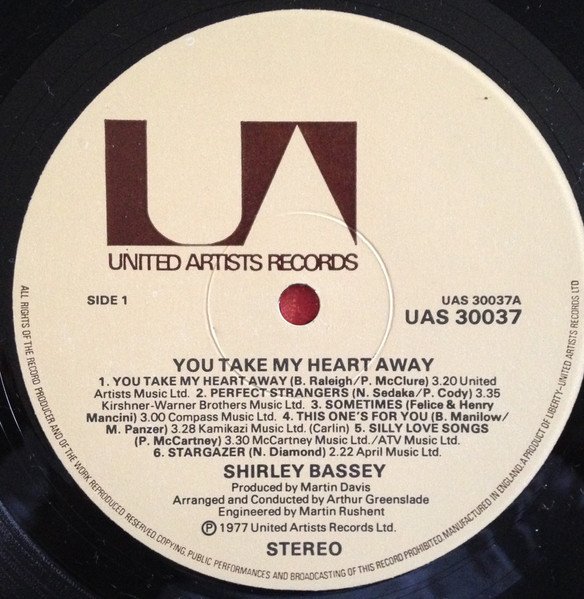 UA
UNITED ARTISTS RECORDS
SIDE 1
UAS 30037A
UAS 30037
YOU TAKE MY HEART AWAY
1. YOU TAKE MY HEART AWAY (B. Raleigh/P. McClure) 3.20 United
Artists Music Ltd. 2. PERFECT STRANGERS (N. Sedaka/P. Cody) 3.35
Kirshner-Warner Brothers Music Ltd. 3. SOMETIMES (Felice & Henry
Mancini) 3.00 Compass Music Ltd. 4. THIS ONE'S FOR YOU (B. Manilow/
M. Panzer) 3.28 Kamikazi Music Ltd. (Carlin) 5. SILLY LOVE SONGS
(P. McCartney) 3.30 McCartney Music Ltd./ATV Music Ltd.
6. STARGAZER (N. Diamond) 2.22 April Music Ltd.
SHIRLEY BASSEY
Produced by Martin Davis
Arranged and Conducted by Arthur Greenslade
Engineered by Martin Rushent
Ⓟ 1977 United Artists Records Ltd.
STEREO
ALL RIGHTS OF THE RECORD PRODUCER AND OF THE WORK REPRODUCED RESERVED COPYING, PUBLIC PERFORMANCES AND BROADCASTING OF THIS RECORD PROHIBITED. MANUFACTURED IN ENGLAND. A PRODUCT OF LIBERTY-UNITED ARTISTS RECORDS LTD